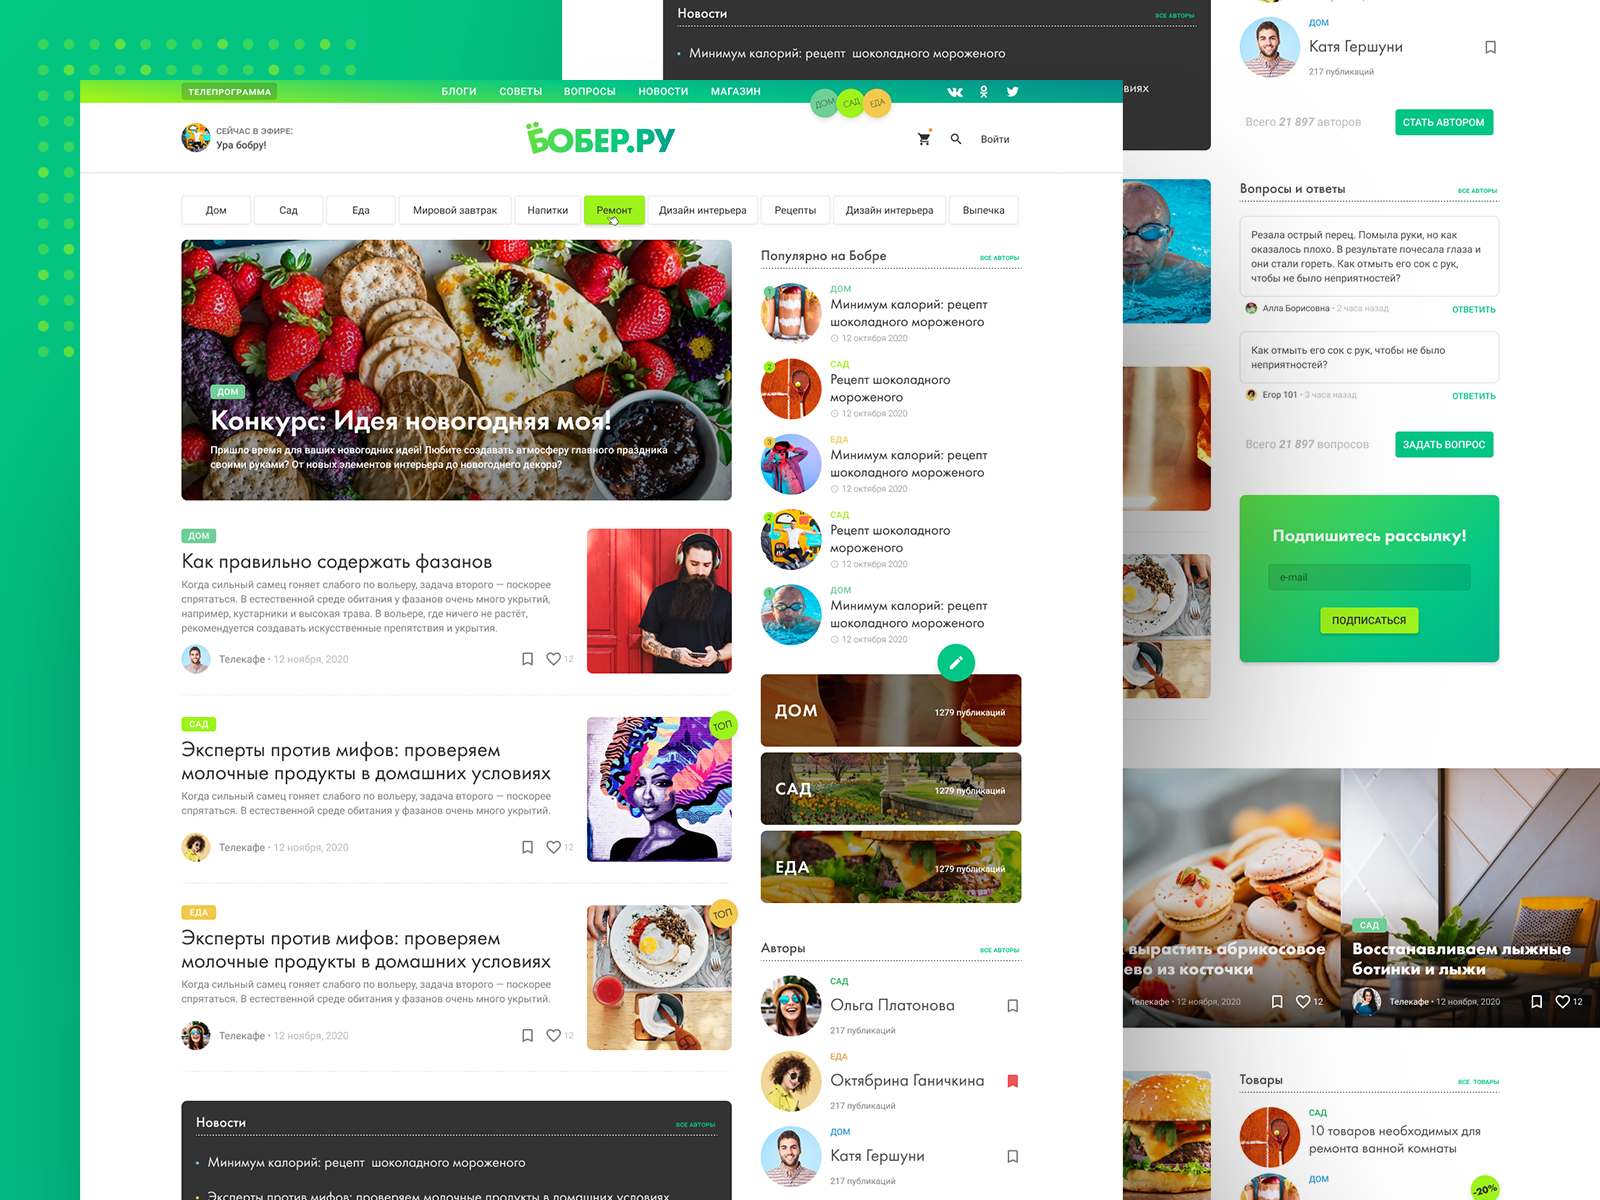 ТЕЛЕПРОГРАММА
БЛОГИ
СОВЕТЫ
ВОПРОСЫ
НОВОСТИ
МАГАЗИН
ДОМ
САД
ЕДА
СЕЙЧАС В ЭФИРЕ:
Ура бобру!
БОБЕР.РУ
Войти
Дом
Сад
Еда
Мировой завтрак
Напитки
Ремонт
Дизайн интерьера
Рецепты
Дизайн интерьера
Выпечка
ДОМ
Конкурс: Идея новогодняя моя!
Пришло время для ваших новогодних идей! Любите создавать атмосферу главного праздника
своими руками? От новых элементов интерьера до новогоднего декора?
ДОМ
Как правильно содержать фазанов
Когда сильный самец гоняет слабого по вольеру, задача второго — поскорее
спрятаться. В естественной среде обитания у фазанов очень много укрытий,
например, кустарники и высокая трава. В вольере, где ничего не растёт,
рекомендуется создавать искусственные препятствия и укрытия.
Телекафе • 12 ноября, 2020
12
САД
ТОП
Эксперты против мифов: проверяем
молочные продукты в домашних условиях
Когда сильный самец гоняет слабого по вольеру, задача второго — поскорее
спрятаться. В естественной среде обитания у фазанов очень много укрытий.
Телекафе • 12 ноября, 2020
12
ЕДА
ТОП
Эксперты против мифов: проверяем
молочные продукты в домашних условиях
Когда сильный самец гоняет слабого по вольеру, задача второго — поскорее
спрятаться. В естественной среде обитания у фазанов очень много укрытий.
Телекафе • 12 ноября, 2020
12
Новости
ВСЕ АВТОРЫ
• Минимум калорий: рецепт шоколадного мороженого
• Эксперты против мифов: проверяем молочные продукты в домашних условиях
Популярно на Бобре
ВСЕ АВТОРЫ
1
ДОМ
Минимум калорий: рецепт
шоколадного мороженого
12 октября 2020
2
САД
Рецепт шоколадного
мороженого
12 октября 2020
3
ЕДА
Минимум калорий: рецепт
шоколадного мороженого
12 октября 2020
2
САД
Рецепт шоколадного
мороженого
12 октября 2020
1
ДОМ
Минимум калорий: рецепт
шоколадного мороженого
12 октября 2020
ДОМ
1279 публикаций
САД
1279 публикаций
ЕДА
1279 публикаций
Авторы
ВСЕ АВТОРЫ
САД
Ольга Платонова
217 публикаций
ЕДА
Октябрина Ганичкина
217 публикаций
ДОМ
Катя Гершуни
217 публикаций
Новости
ВСЕ АВТОРЫ
• Минимум калорий: рецепт шоколадного мороженого
виях
ДОМ
Катя Гершуни
217 публикаций
Всего 21 897 авторов
СТАТЬ АВТОРОМ
Вопросы и ответы
ВСЕ АВТОРЫ
Резала острый перец. Помыла руки, но как
оказалось плохо. В результате почесала глаза и
они стали гореть. Как отмыть его сок с рук,
чтобы не было неприятностей?
Алла Борисовна • 2 часа назад
ОТВЕТИТЬ
Как отмыть его сок с рук, чтобы не было
неприятностей?
Егор 101 • 3 часа назад
ОТВЕТИТЬ
Всего 21 897 вопросов
ЗАДАТЬ ВОПРОС
Подпишитесь рассылку!
e-mail
ПОДПИСАТЬСЯ
вырастить абрикосовое
ево из косточки
Телекафе • 12 ноября, 2020
12
САД
Восстанавливаем лыжные
ботинки и лыжи
Телекафе • 12 ноября, 2020
12
Товары
ВСЕ ТОВАРЫ
САД
10 товаров необходимых для
ремонта ванной комнаты
ДОМ
-20%